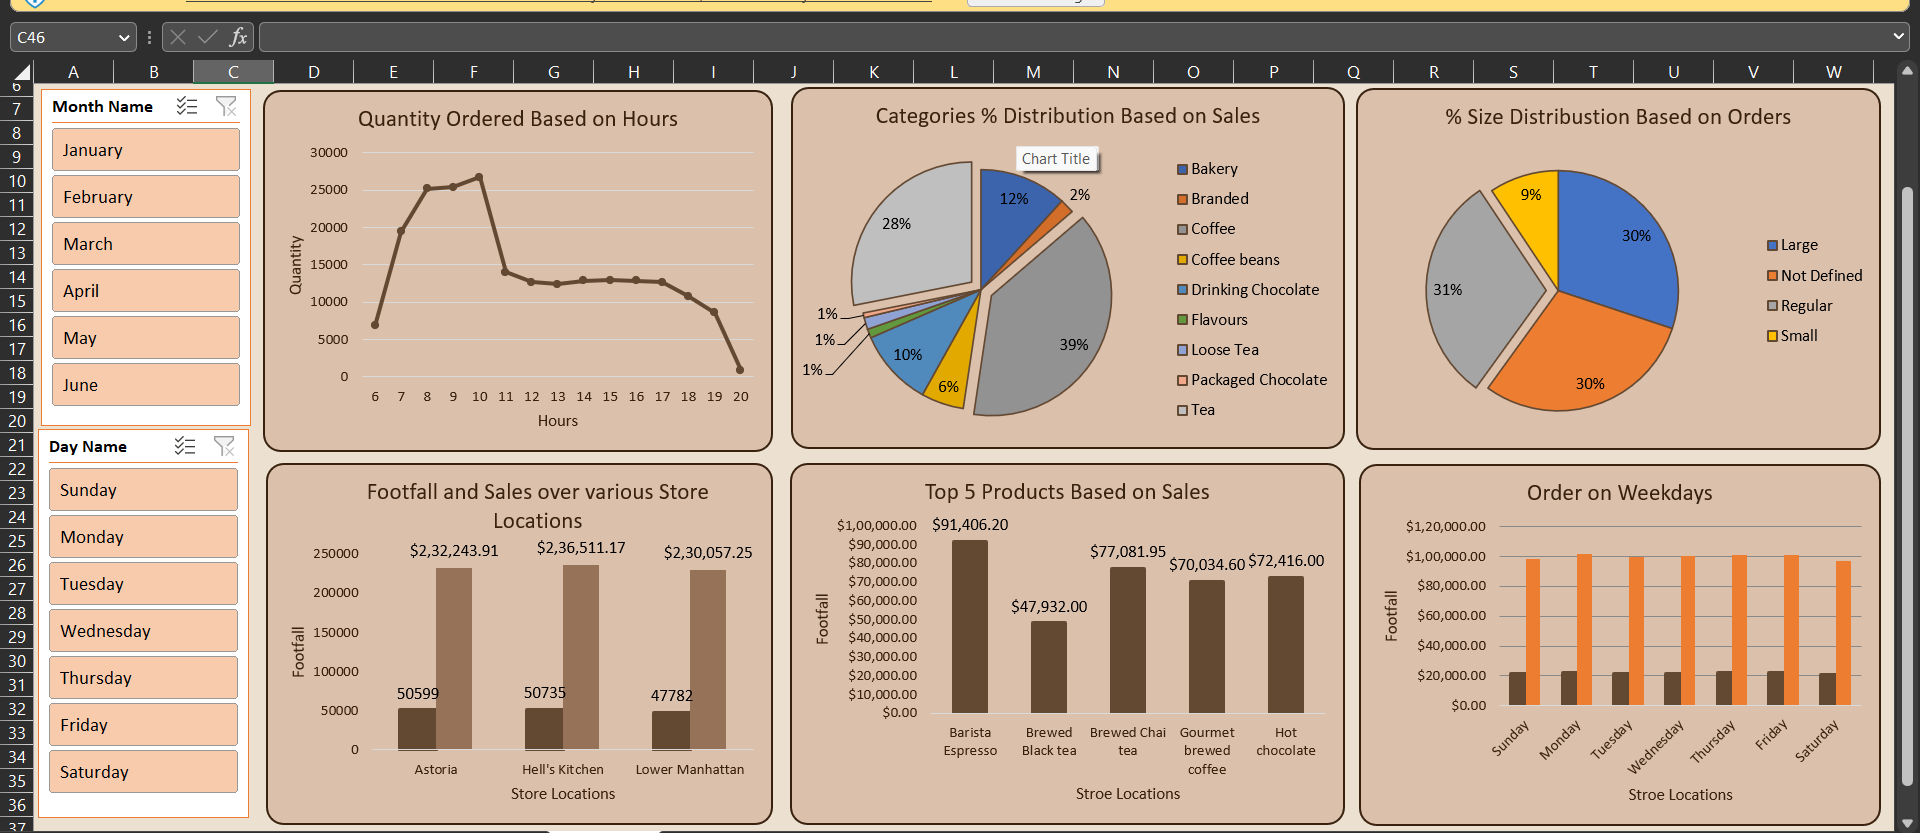 C46
fx
A B C D E F G H I J K L M N O P Q R S T U V W
6
7
8
9
10
11
12
13
14
15
16
17
18
19
20
21
22
23
24
25
26
27
28
29
30
31
32
33
34
35
36
37
Month Name
January
February
March
April
May
June
Day Name
Sunday
Monday
Tuesday
Wednesday
Thursday
Friday
Saturday
Quantity Ordered Based on Hours
30000
25000
20000
15000
10000
5000
0
Quantity
6 7 8 9 10 11 12 13 14 15 16 17 18 19 20
Hours
Categories % Distribution Based on Sales
Chart Title
12%
2%
39%
6%
10%
1%
1%
1%
28%
Bakery
Branded
Coffee
Coffee beans
Drinking Chocolate
Flavours
Loose Tea
Packaged Chocolate
Tea
% Size Distribustion Based on Orders
9%
30%
31%
30%
Large
Not Defined
Regular
Small
Footfall and Sales over various Store
Locations
250000
200000
150000
100000
50000
0
Footfall
$2,32,243.91
$2,36,511.17
$2,30,057.25
50599
50735
47782
Astoria
Hell's Kitchen
Lower Manhattan
Store Locations
Top 5 Products Based on Sales
$1,00,000.00
$90,000.00
$80,000.00
$70,000.00
$60,000.00
$50,000.00
$40,000.00
$30,000.00
$20,000.00
$10,000.00
$0.00
Footfall
$91,406.20
$47,932.00
$77,081.95
$70,034.60
$72,416.00
Barista
Espresso
Brewed
Black tea
Brewed Chai
tea
Gourmet
brewed
coffee
Hot
chocolate
Stroe Locations
Order on Weekdays
$1,20,000.00
$1,00,000.00
$80,000.00
$60,000.00
$40,000.00
$20,000.00
$0.00
Footfall
Sunday
Monday
Tuesday
Wednesday
Thursday
Friday
Saturday
Stroe Locations